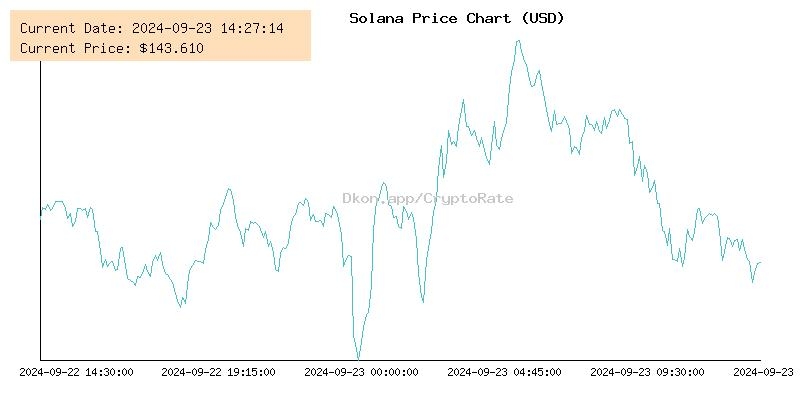 Solana Price Chart (USD)
Current Date: 2024-09-23 14:27:14
Current Price: $143.610
Dkon.app/CryptoRate
2024-09-22 14:30:00
2024-09-22 19:15:00
2024-09-23 00:00:00
2024-09-23 04:45:00
2024-09-23 09:30:00
2024-09-23